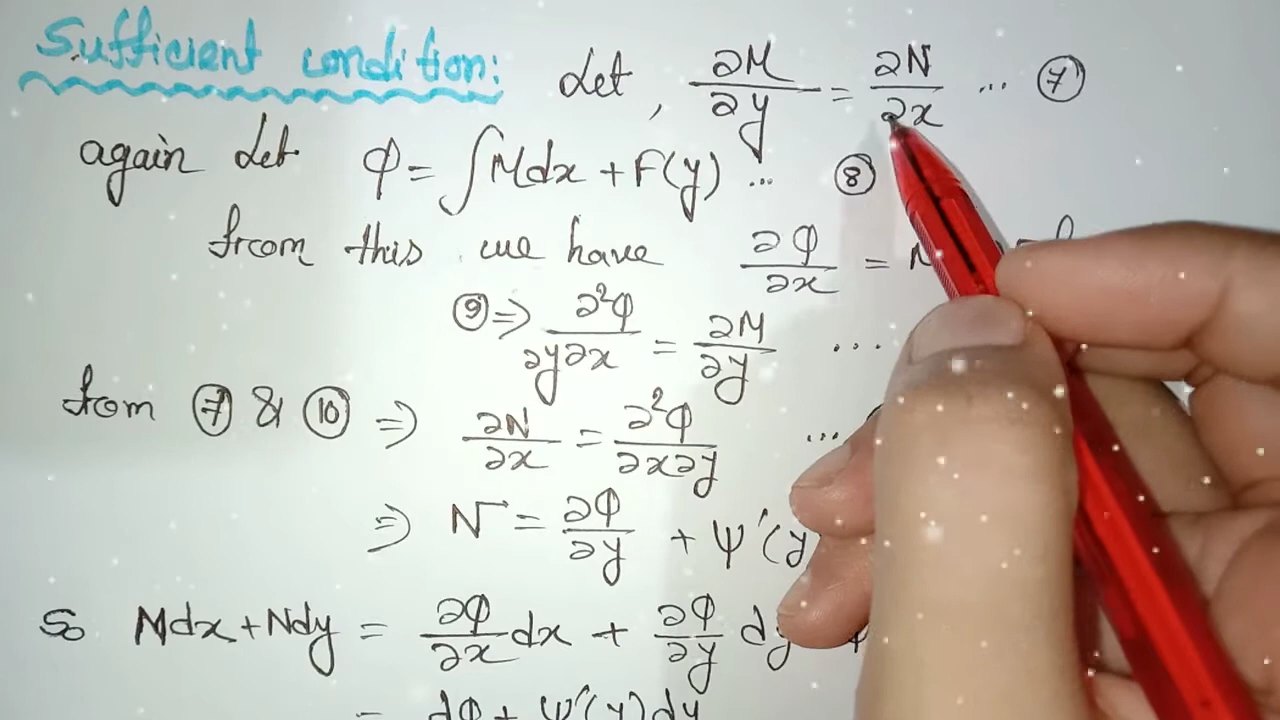 Sufficient condition: Let, ∂M/∂y = ∂N/∂x ... ⑦
again Let φ = ∫Mdx + F(y) ... ⑧
from this we have ∂φ/∂x =
⑨ ⇒ ∂²φ/∂y∂x = ∂M/∂y ...
from ⑦ & ⑩ ⇒ ∂N/∂x = ∂²φ/∂x∂y ...
⇒ N = ∂φ/∂y + ψ'(y
So Mdx + Ndy = ∂φ/∂x dx + ∂φ/∂y dy
= dφ + ψ'(y)dy